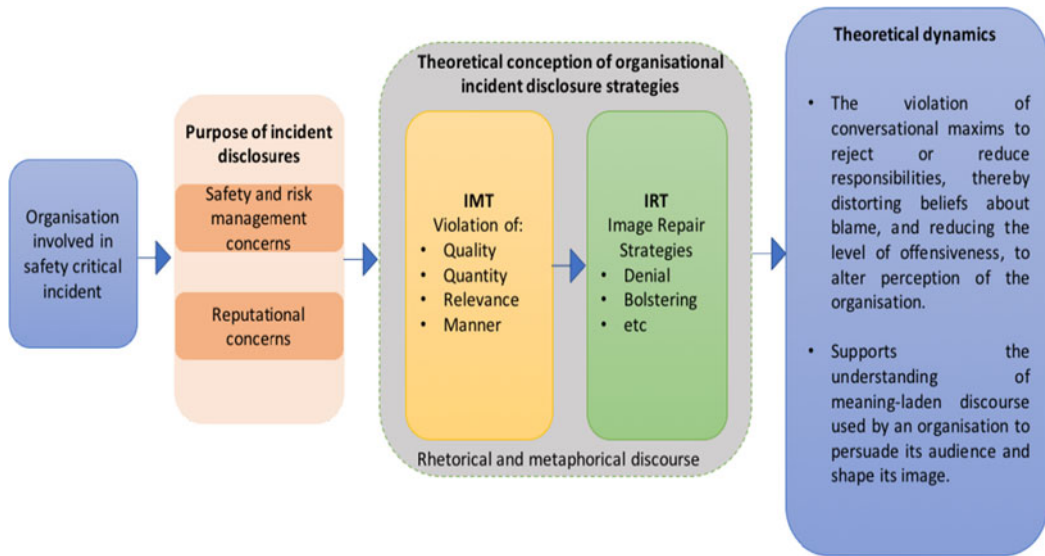 Organisation
involved in
safety critical
incident
Purpose of incident
disclosures
Safety and risk
management
concerns
Reputational
concerns
Theoretical conception of organisational
incident disclosure strategies
IMT
Violation of:
• Quality
• Quantity
• Relevance
• Manner
IRT
Image Repair
Strategies
• Denial
• Bolstering
• etc
Rhetorical and metaphorical discourse
Theoretical dynamics
• The violation of
conversational maxims to
reject or reduce
responsibilities, thereby
distorting beliefs about
blame, and reducing the
level of offensiveness, to
alter perception of the
organisation.
• Supports the
understanding of
meaning-laden discourse
used by an organisation to
persuade its audience and
shape its image.